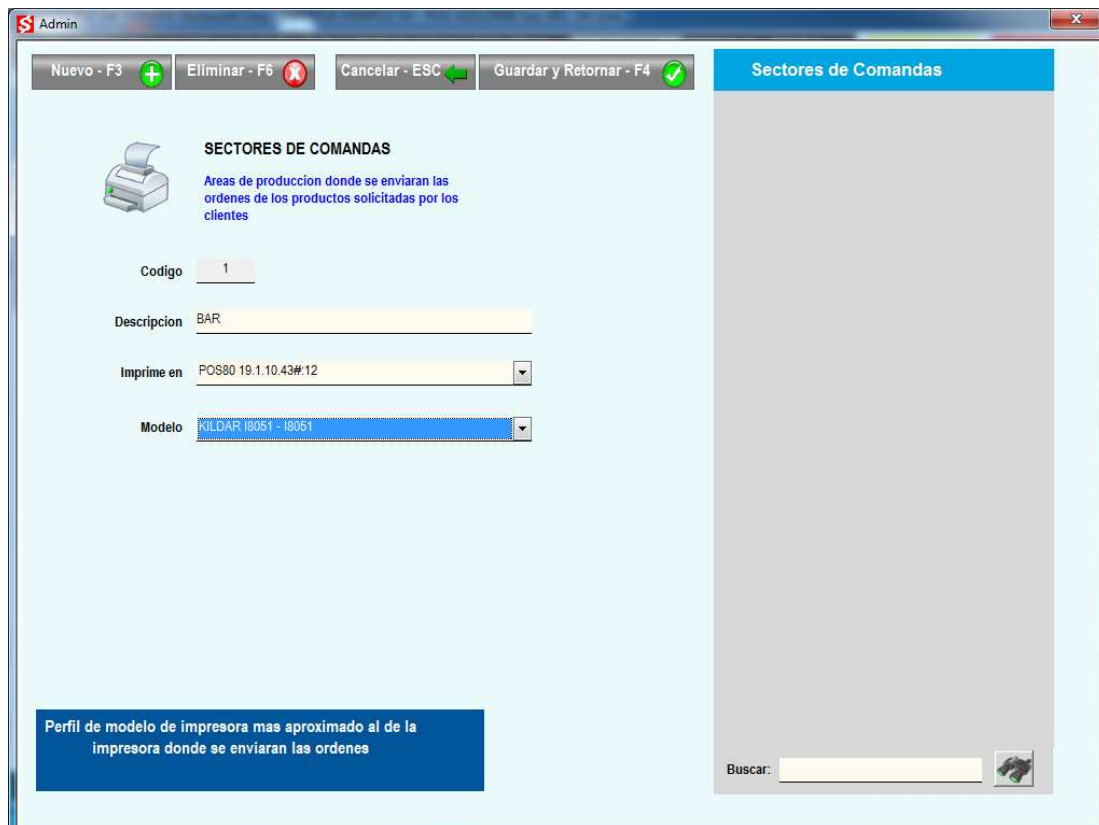 Admin
Nuevo - F3
Eliminar - F6
Cancelar - ESC
Guardar y Retornar - F4
Sectores de Comandas
SECTORES DE COMANDAS
Areas de produccion donde se enviaran las
ordenes de los productos solicitadas por los
clientes
Codigo 1
Descripcion BAR
Imprime en POS80 19.1.10.43#:12
Modelo KILDAR I8051 - I8051
Perfil de modelo de impresora mas aproximado al de la
impresora donde se enviaran las ordenes
Buscar: